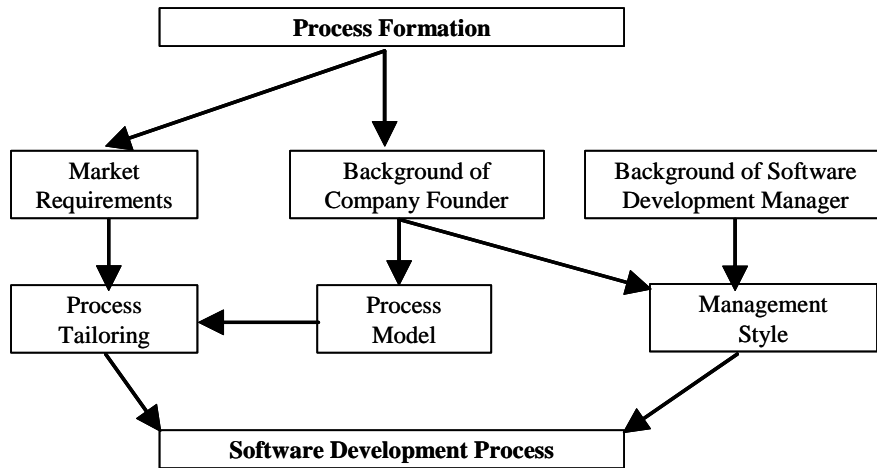 Process Formation
Market
Requirements
Background of
Company Founder
Background of Software
Development Manager
Process
Tailoring
Process
Model
Management
Style
Software Development Process